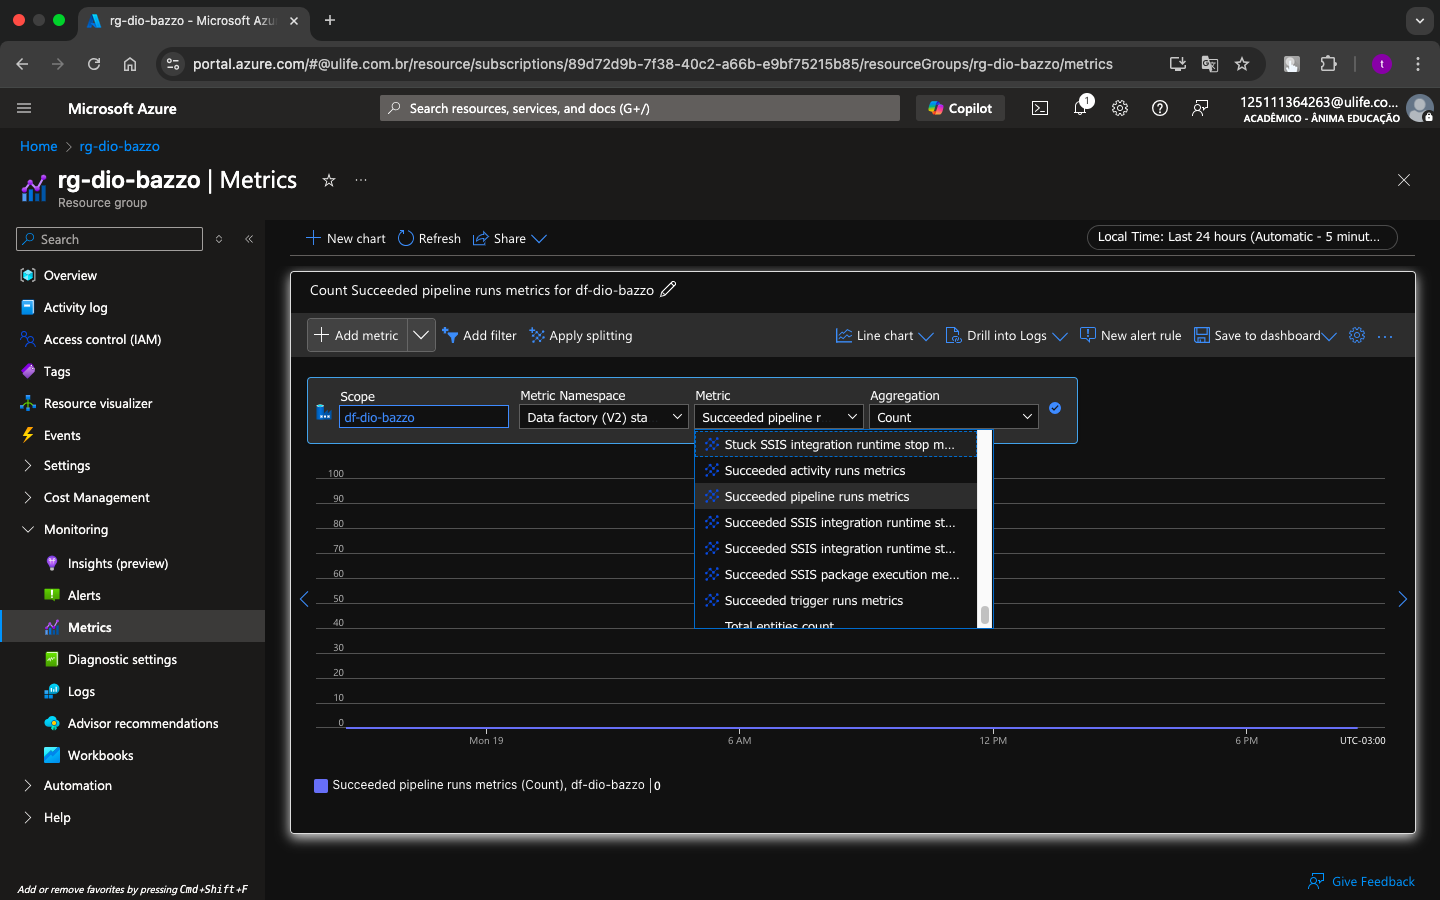 rg-dio-bazzo - Microsoft Azu
portal.azure.com/#@ulife.com.br/resource/subscriptions/89d72d9b-7f38-40c2-a66b-e9bf75215b85/resourceGroups/rg-dio-bazzo/metrics
t
Microsoft Azure
Search resources, services, and docs (G+/)
Copilot
1
125111364263@ulife.co...
ACADÊMICO - ÂNIMA EDUCAÇÃO
Home > rg-dio-bazzo
rg-dio-bazzo | Metrics
Resource group
Search
Overview
Activity log
Access control (IAM)
Tags
Resource visualizer
Events
Settings
Cost Management
Monitoring
Insights (preview)
Alerts
Metrics
Diagnostic settings
Logs
Advisor recommendations
Workbooks
Automation
Help
Add or remove favorites by pressing Cmd+Shift+F
New chart
Refresh
Share
Local Time: Last 24 hours (Automatic - 5 minut...
Count Succeeded pipeline runs metrics for df-dio-bazzo
Add metric
Add filter
Apply splitting
Line chart
Drill into Logs
New alert rule
Save to dashboard
Scope
df-dio-bazzo
Metric Namespace
Data factory (V2) sta
Metric
Succeeded pipeline r
Aggregation
Count
Stuck SSIS integration runtime stop m...
Succeeded activity runs metrics
Succeeded pipeline runs metrics
Succeeded SSIS integration runtime st...
Succeeded SSIS integration runtime st...
Succeeded SSIS package execution me...
Succeeded trigger runs metrics
Total entities count
100
90
80
70
60
50
40
30
20
10
0
Mon 19
6 AM
12 PM
6 PM
UTC-03:00
Succeeded pipeline runs metrics (Count), df-dio-bazzo | 0
Give Feedback